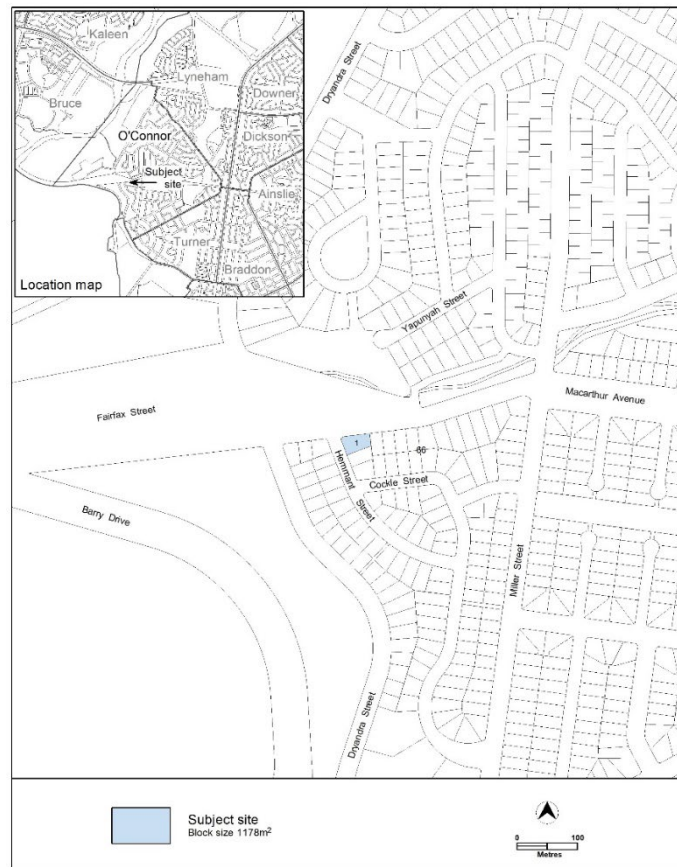 Kaleen
Lyneham
Bruce
Downer
O'Connor
Dickson
Subject
site
Ainslie
Turner
Braddon
Location map
Dryandra Street
Yapunyah Street
Macarthur Avenue
Fairfax Street
1
66
Hemmant
Street
Cockle Street
Barry Drive
Miller Street
Dryandra Street
Subject site
Block size 1178m²
0
100
Metres